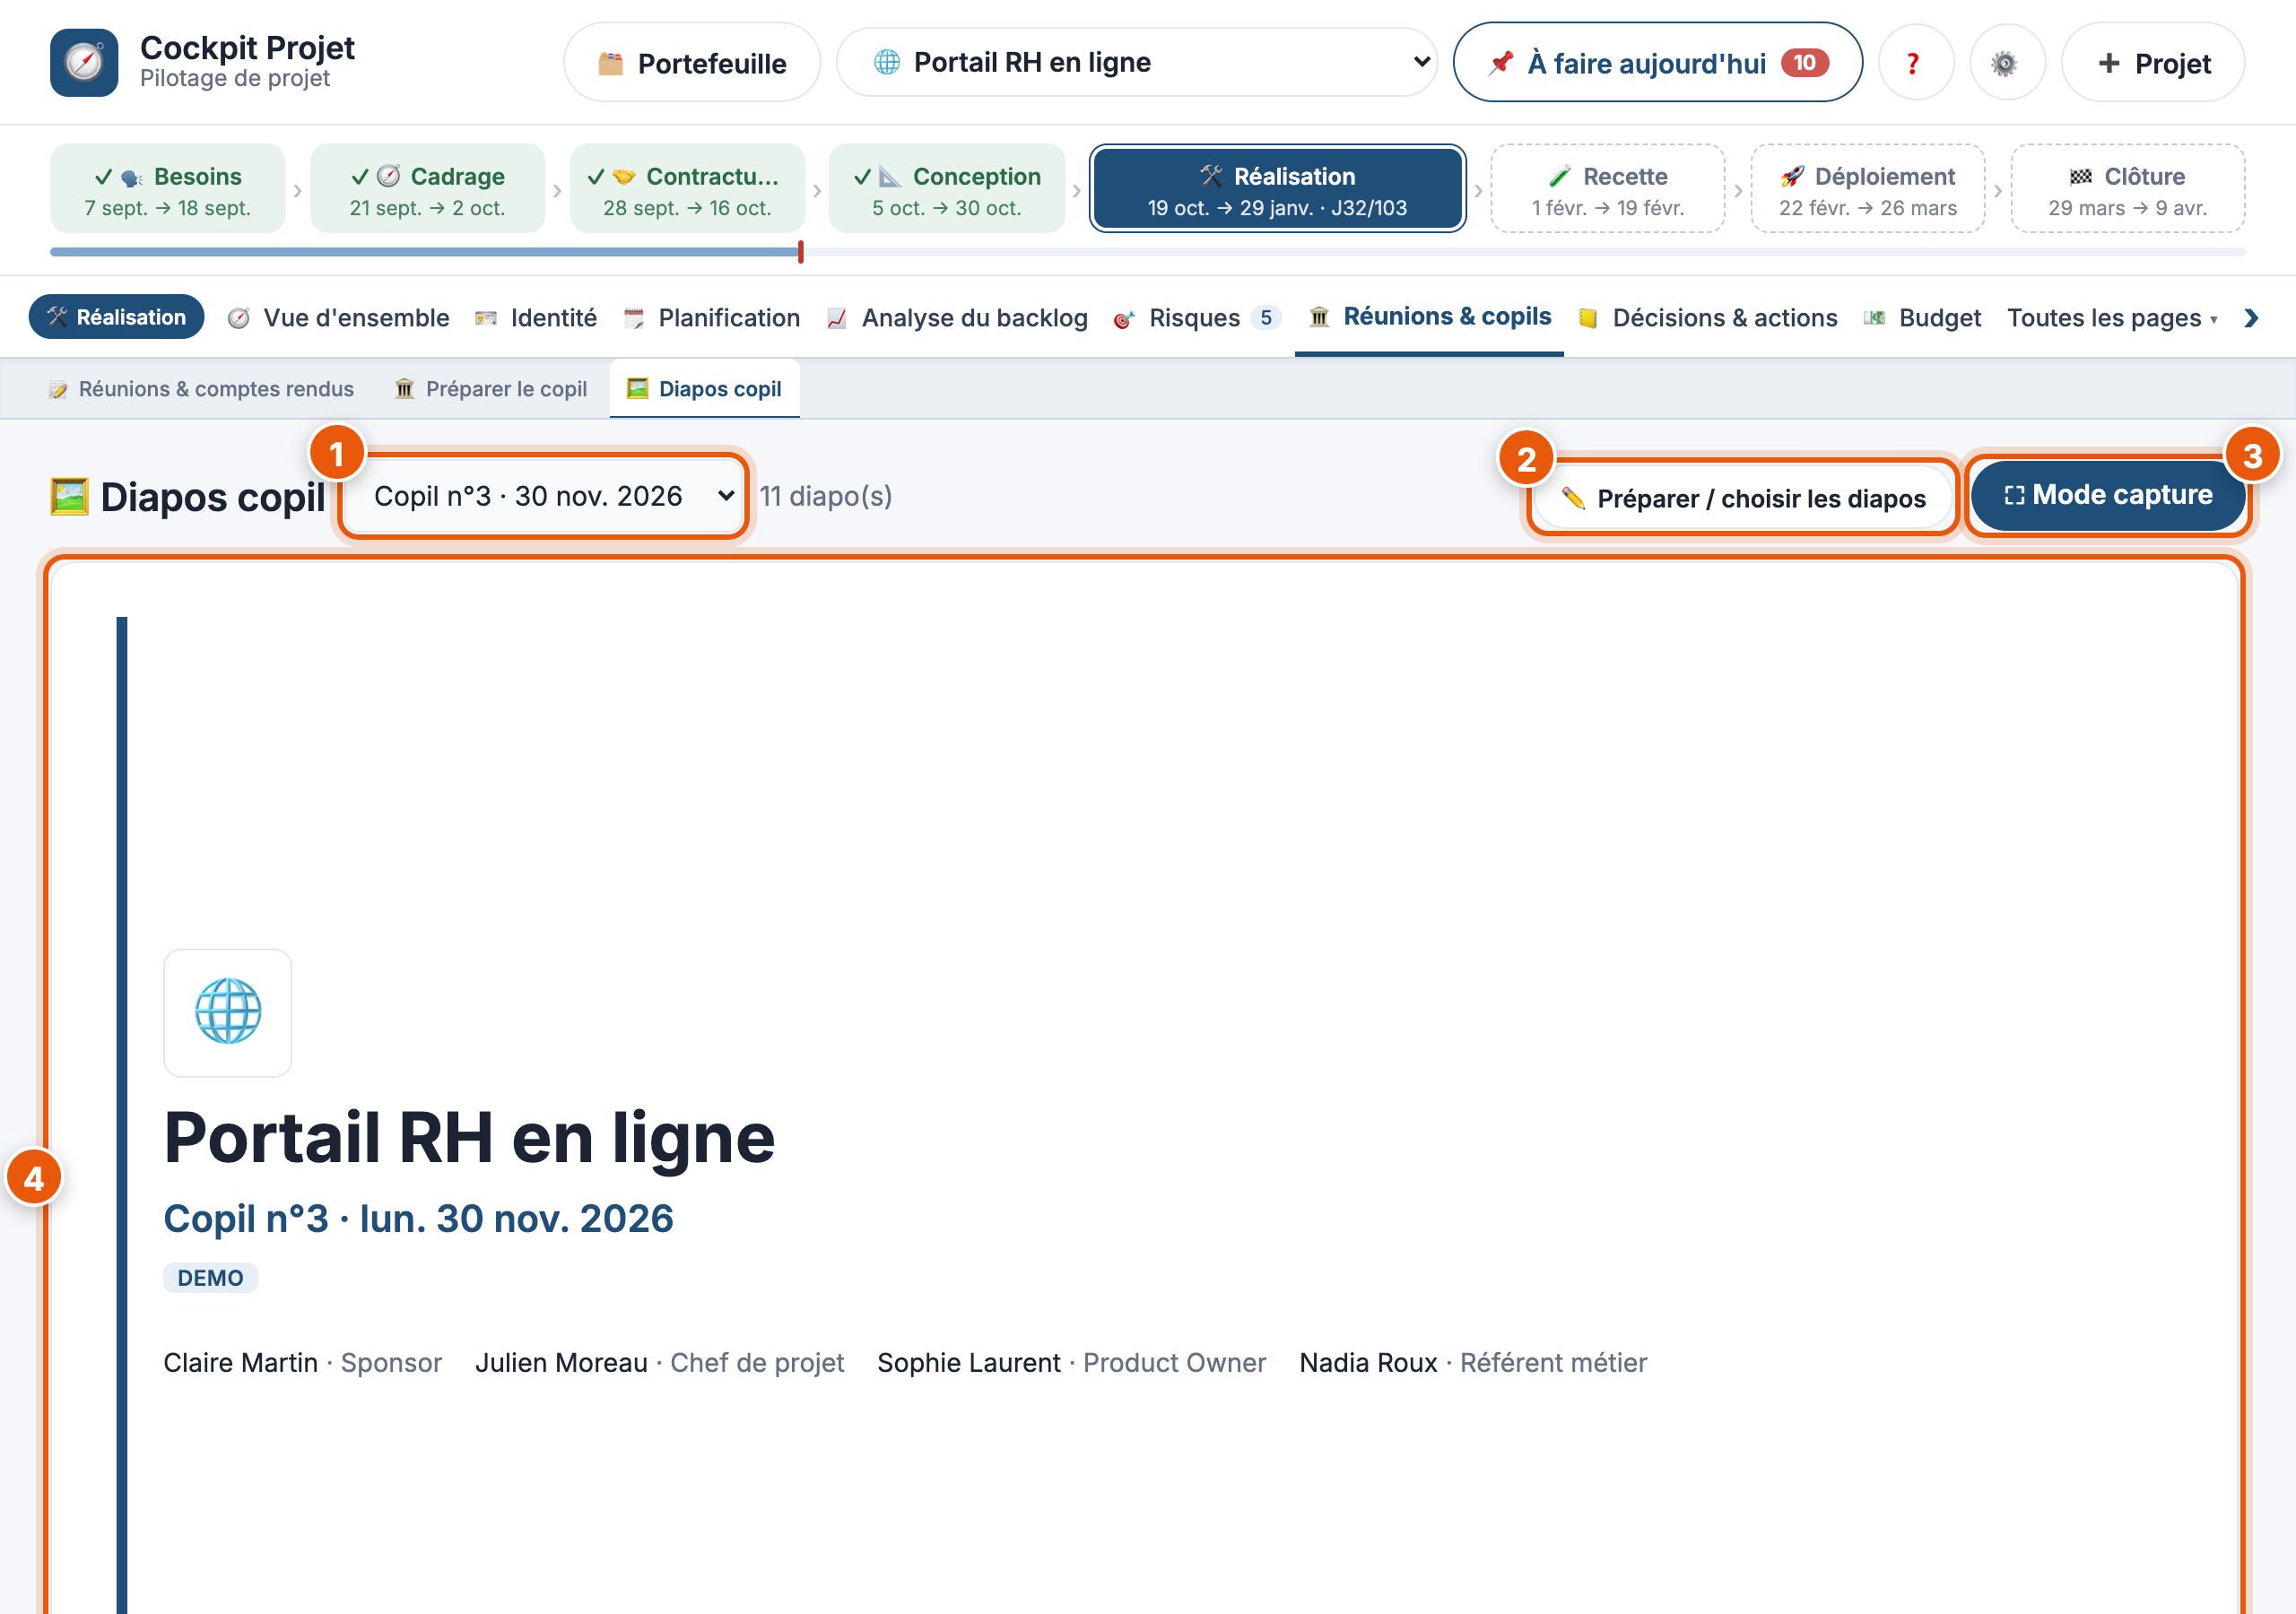 Cockpit Projet
Pilotage de projet
Portefeuille
Portail RH en ligne
À faire aujourd'hui 10
?
+ Projet
✓ Besoins
7 sept. → 18 sept.
✓ Cadrage
21 sept. → 2 oct.
✓ Contractu...
28 sept. → 16 oct.
✓ Conception
5 oct. → 30 oct.
Réalisation
19 oct. → 29 janv. · J32/103
Recette
1 févr. → 19 févr.
Déploiement
22 févr. → 26 mars
Clôture
29 mars → 9 avr.
Réalisation
Vue d'ensemble
Identité
Planification
Analyse du backlog
Risques 5
Réunions & copils
Décisions & actions
Budget
Toutes les pages ▾
Réunions & comptes rendus
Préparer le copil
Diapos copil
1
2
3
Diapos copil
Copil n°3 · 30 nov. 2026
11 diapo(s)
Préparer / choisir les diapos
Mode capture
4
Portail RH en ligne
Copil n°3 · lun. 30 nov. 2026
DEMO
Claire Martin · Sponsor Julien Moreau · Chef de projet Sophie Laurent · Product Owner Nadia Roux · Référent métier